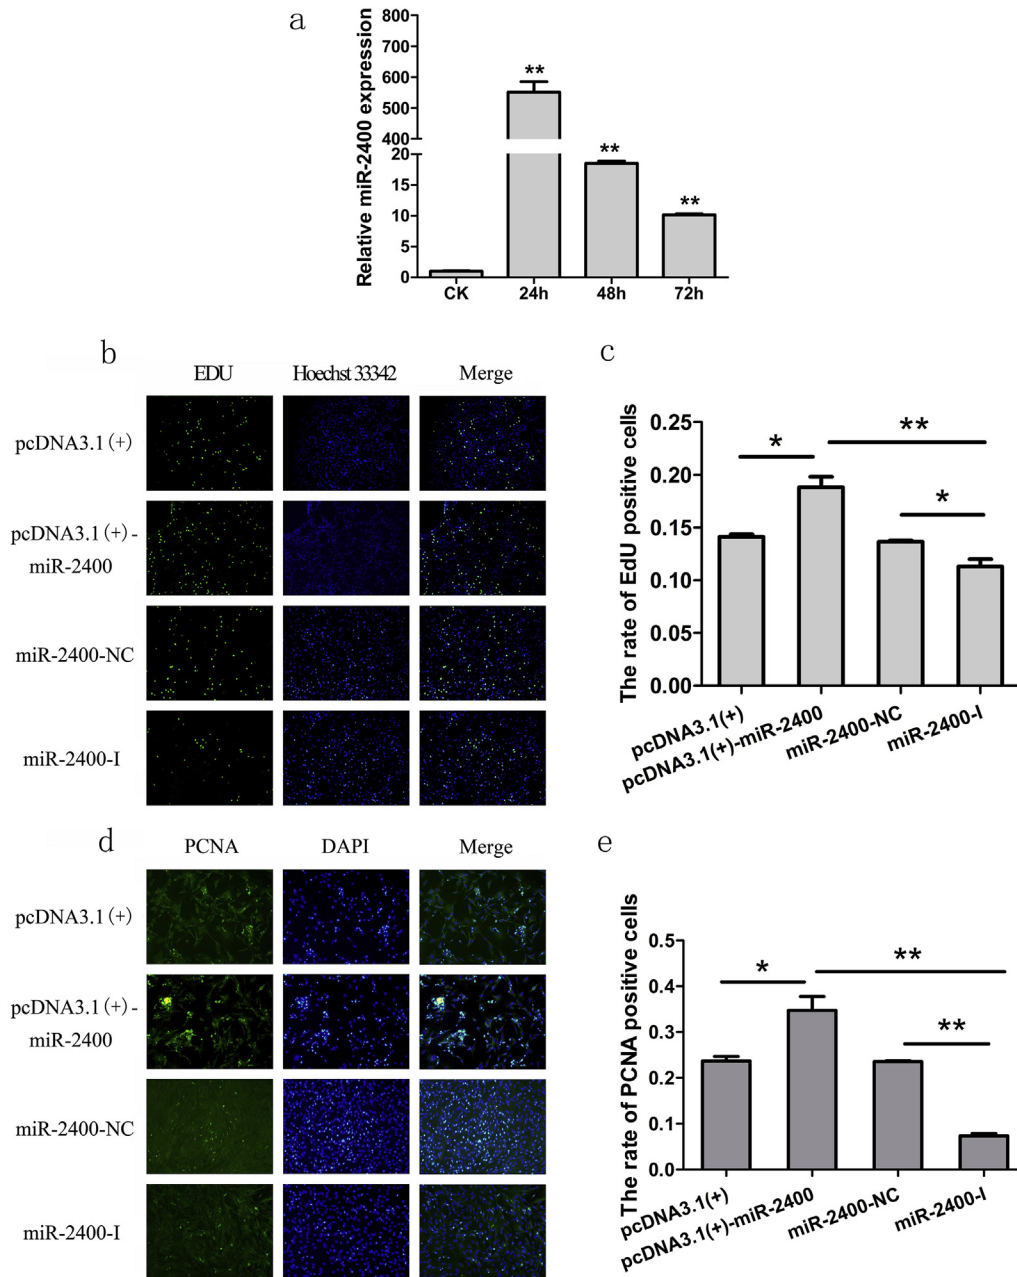 a
Relative miR-2400 expression
800
700
600
500
400
20
15
10
5
0
**
**
**
CK 24h 48h 72h
b
EDU Hoechst 33342 Merge
pcDNA3.1(+)
pcDNA3.1(+)-
miR-2400
miR-2400-NC
miR-2400-I
c
The rate of EdU positive cells
0.25
0.20
0.15
0.10
0.05
0.00
*
**
*
pcDNA3.1(+)
pcDNA3.1(+)-miR-2400
miR-2400-NC
miR-2400-I
d
PCNA DAPI Merge
pcDNA3.1(+)
pcDNA3.1(+)-
miR-2400
miR-2400-NC
miR-2400-I
e
The rate of PCNA positive cells
0.5
0.4
0.3
0.2
0.1
0.0
*
**
**
pcDNA3.1(+)
pcDNA3.1(+)-miR-2400
miR-2400-NC
miR-2400-I